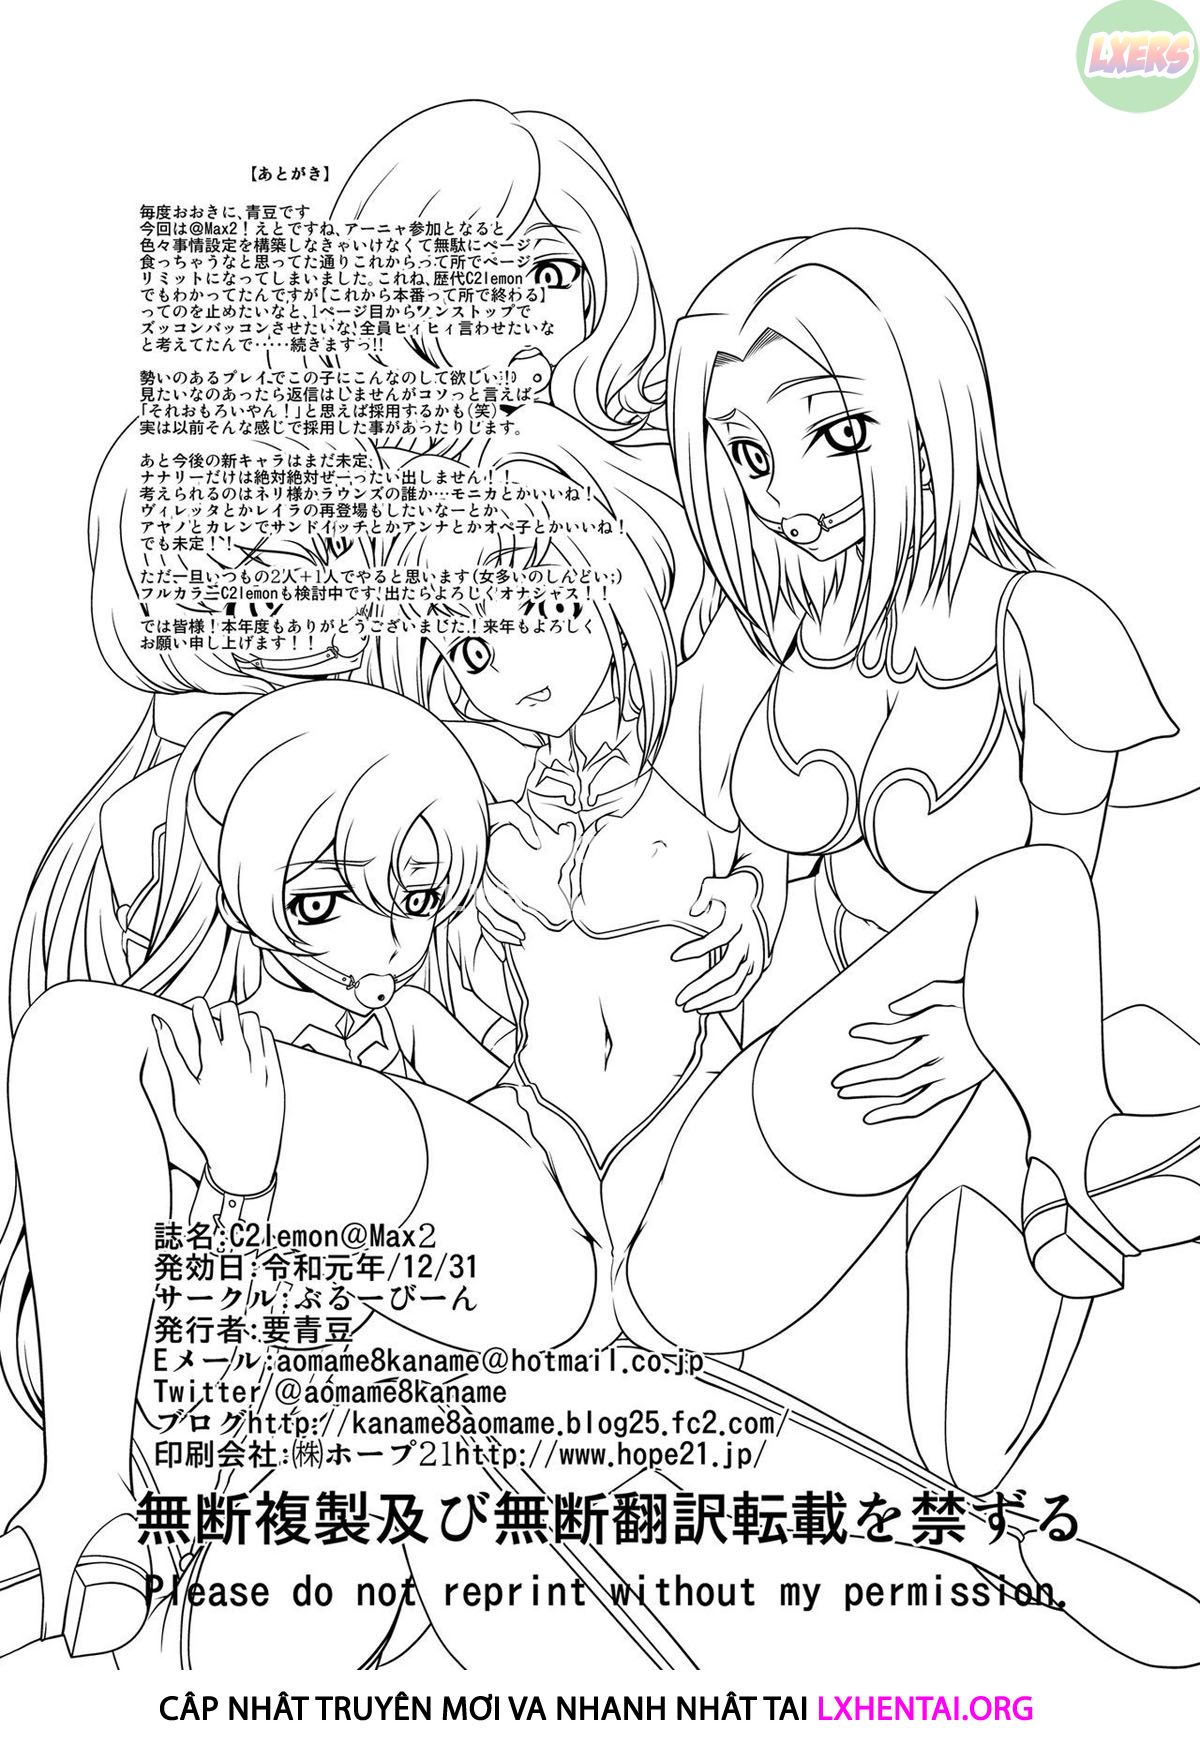 LXERS
【あとがき】
毎度おおきに、青豆です
今回は@Max2!えとですね、アーニャ参加となると
色々事情設定を構築しなきゃいけなくて無駄にページ
食っちゃうなと思ってた通りこれからって所でページ
リミットになってしまいました。これね、歴代C2lemon
でもわかってたんですが【これから本番って所で終わる】
ってのを止めたいなと、1ページ目からノンストップで
ズッコンバッコンさせたいな、全員ヒィヒィ言わせたいな
と考えてたんで……続きますっ!!
勢いのあるプレイでこの子にこんなのして欲しい!!
見たいなのあったら返信はしませんがコソっと言えば
「それおもろいやん!」と思えば採用するかも(笑)
実は以前そんな感じで採用した事があったりします。
あと今後の新キャラはまだ未定、
ナナリーだけは絶対絶対ぜーったい出しません!!
考えられるのはネリ様かラウンズの誰か…モニカとかいいね!
ヴィレッタとかレイラの再登場もしたいなーとか
アヤノとカレンでサンドイッチとかアンナとかオペ子とかいいね!
でも未定!!
ただ一旦いつもの2人+1人でやると思います(女多いのしんどい;)
フルカラーC2lemonも検討中です、出たらよろしくオナシャス!!
では皆様!本年度もありがとうございました!来年もよろしく
お願い申し上げます!!
誌名:C2lemon@Max2
発効日:令和元年/12/31
サークル:ぶるーびーん
発行者:要青豆
Eメール:aomame8kaname@hotmail.co.jp
Twitter/@aomame8kaname
ブログhttp://kaname8aomame.blog25.fc2.com/
印刷会社:㈱ホープ21http://www.hope21.jp/
無断複製及び無断翻訳転載を禁ずる
Please do not reprint without my permission.
CẬP NHẬT TRUYỆN MƠI VA NHANH NHẤT TAI LXHENTAI.ORG